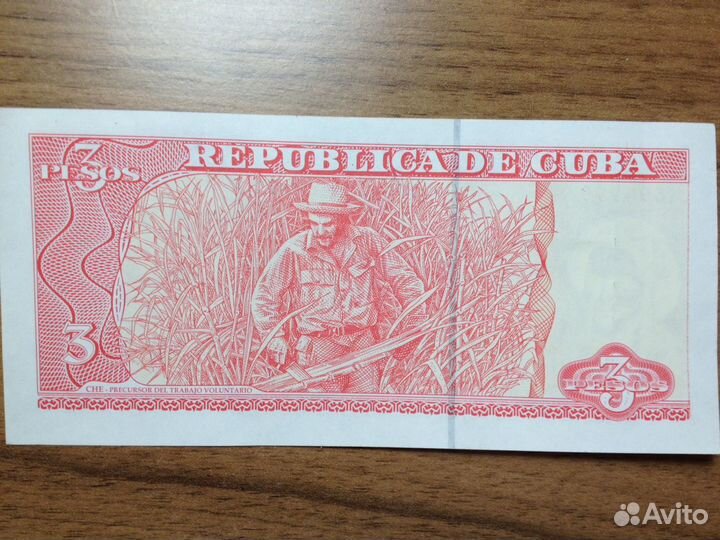 3
PESOS
REPUBLICA DE CUBA
3
CHE - PRECURSOR DEL TRABAJO VOLUNTARIO
3
PESOS
Avito